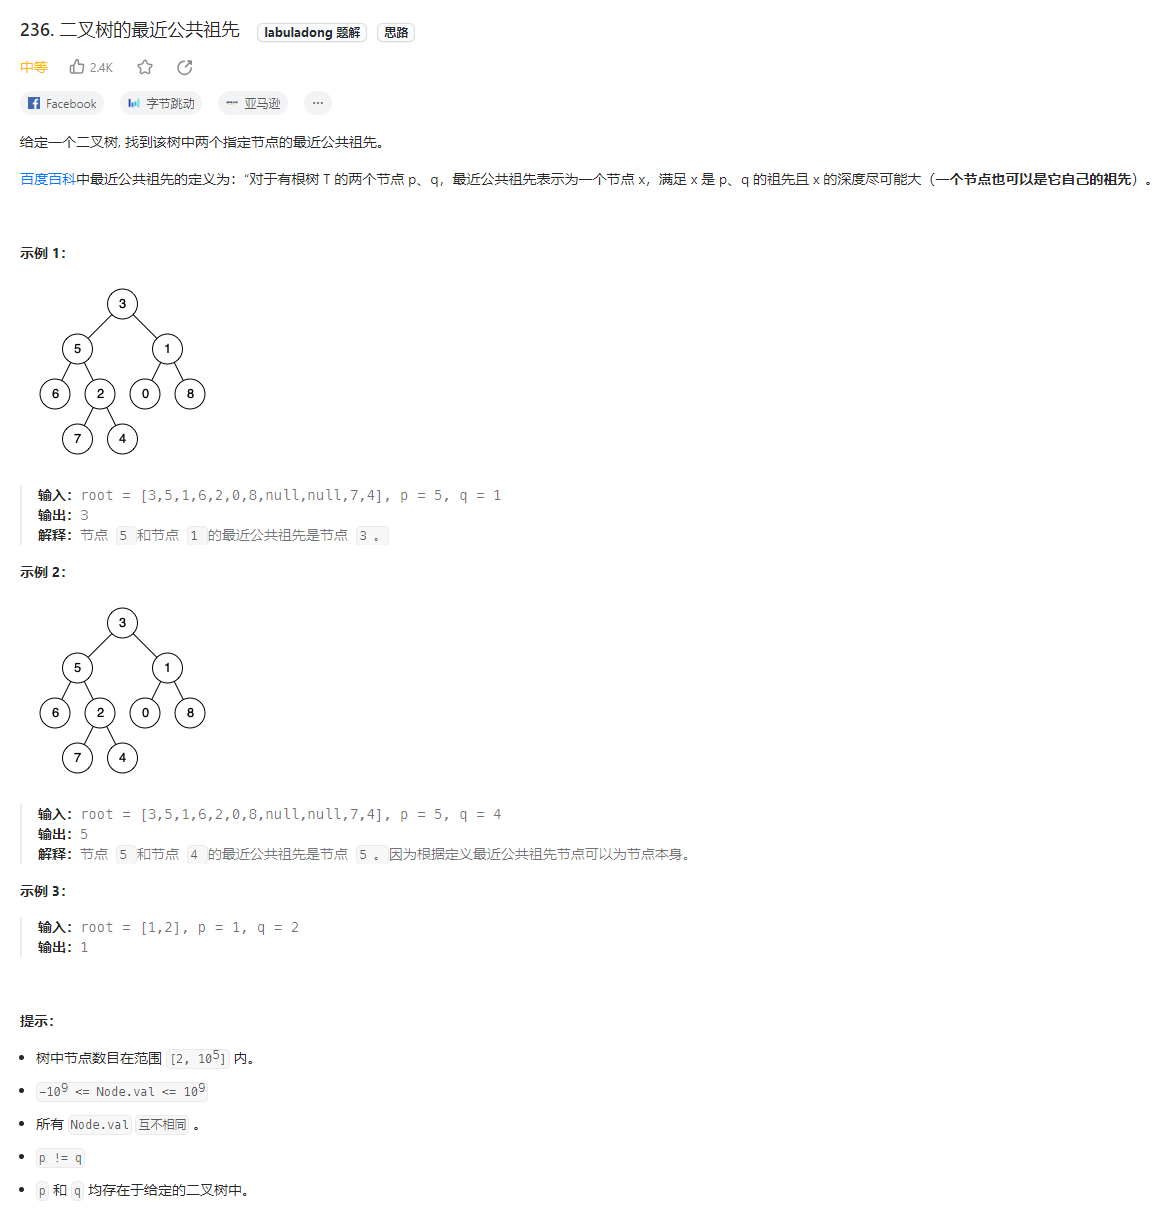 236. 二叉树的最近公共祖先 labuladong 题解 思路
中等 2.4K
Facebook 字节跳动 亚马逊 ···
给定一个二叉树, 找到该树中两个指定节点的最近公共祖先。
百度百科中最近公共祖先的定义为：“对于有根树 T 的两个节点 p、q，最近公共祖先表示为一个节点 x，满足 x 是 p、q 的祖先且 x 的深度尽可能大（一个节点也可以是它自己的祖先）。
示例 1：
3
5 1
6 2 0 8
7 4
输入：root = [3,5,1,6,2,0,8,null,null,7,4], p = 5, q = 1
输出：3
解释：节点 5 和节点 1 的最近公共祖先是节点 3 。
示例 2：
3
5 1
6 2 0 8
7 4
输入：root = [3,5,1,6,2,0,8,null,null,7,4], p = 5, q = 4
输出：5
解释：节点 5 和节点 4 的最近公共祖先是节点 5 。因为根据定义最近公共祖先节点可以为节点本身。
示例 3：
输入：root = [1,2], p = 1, q = 2
输出：1
提示：
• 树中节点数目在范围 [2, 10⁵] 内。
• -10⁹ <= Node.val <= 10⁹
• 所有 Node.val 互不相同 。
• p != q
• p 和 q 均存在于给定的二叉树中。